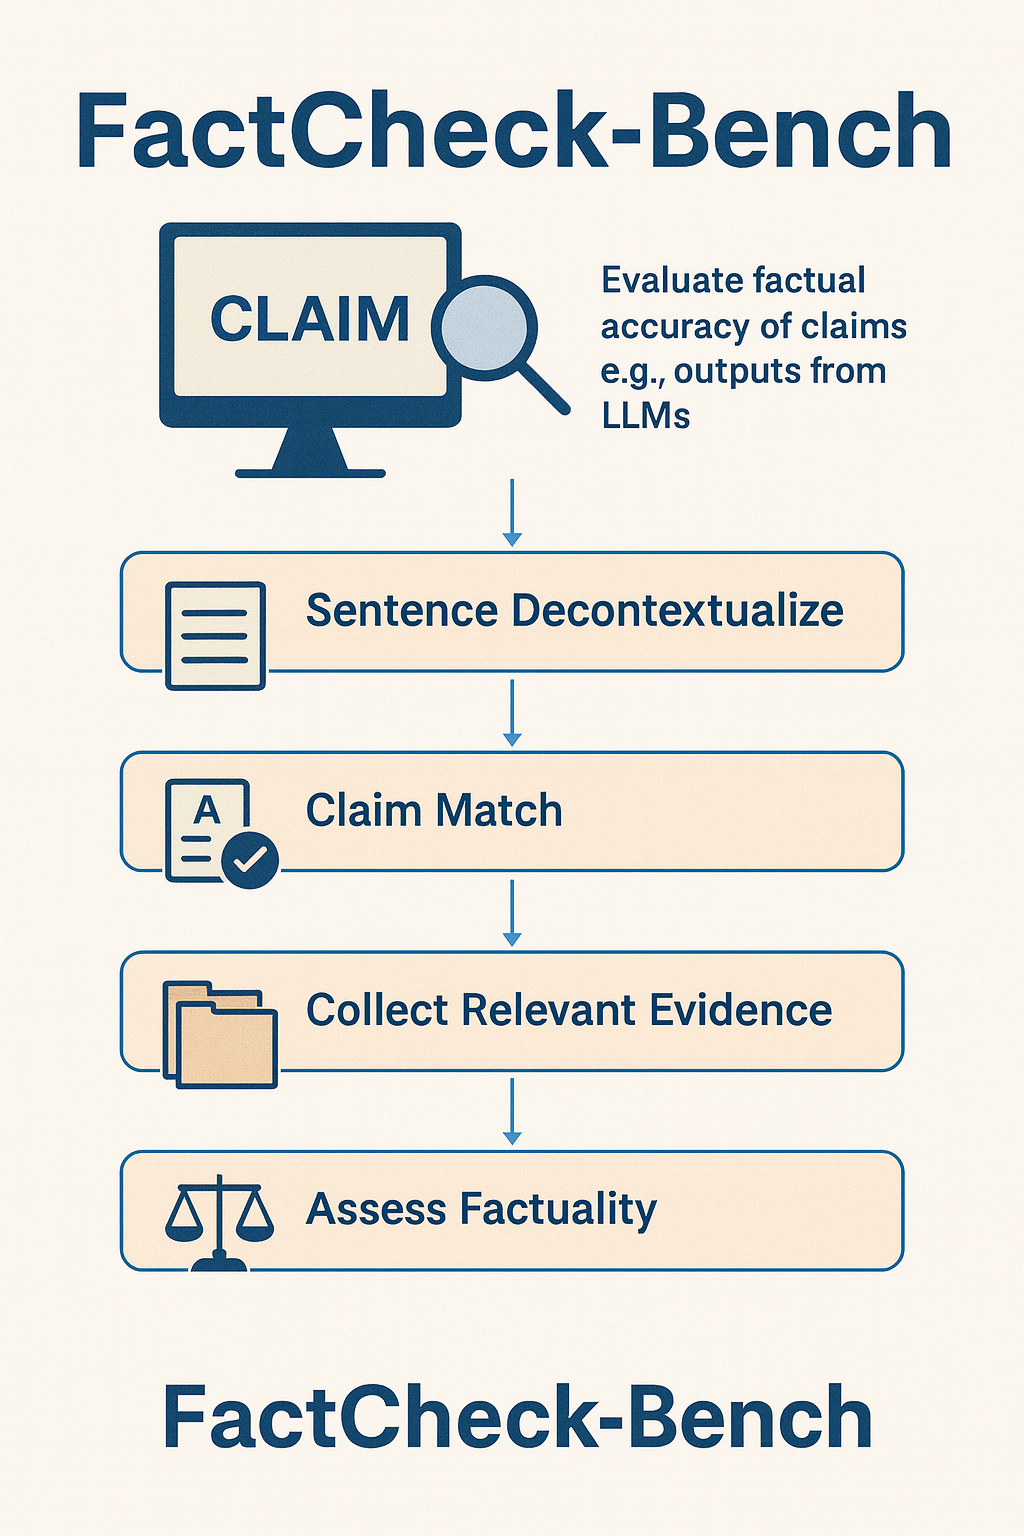 FactCheck-Bench
CLAIM
Evaluate factual
accuracy of claims
e.g., outputs from
LLMs
Sentence Decontextualize
A
Claim Match
Collect Relevant Evidence
Assess Factuality
FactCheck-Bench